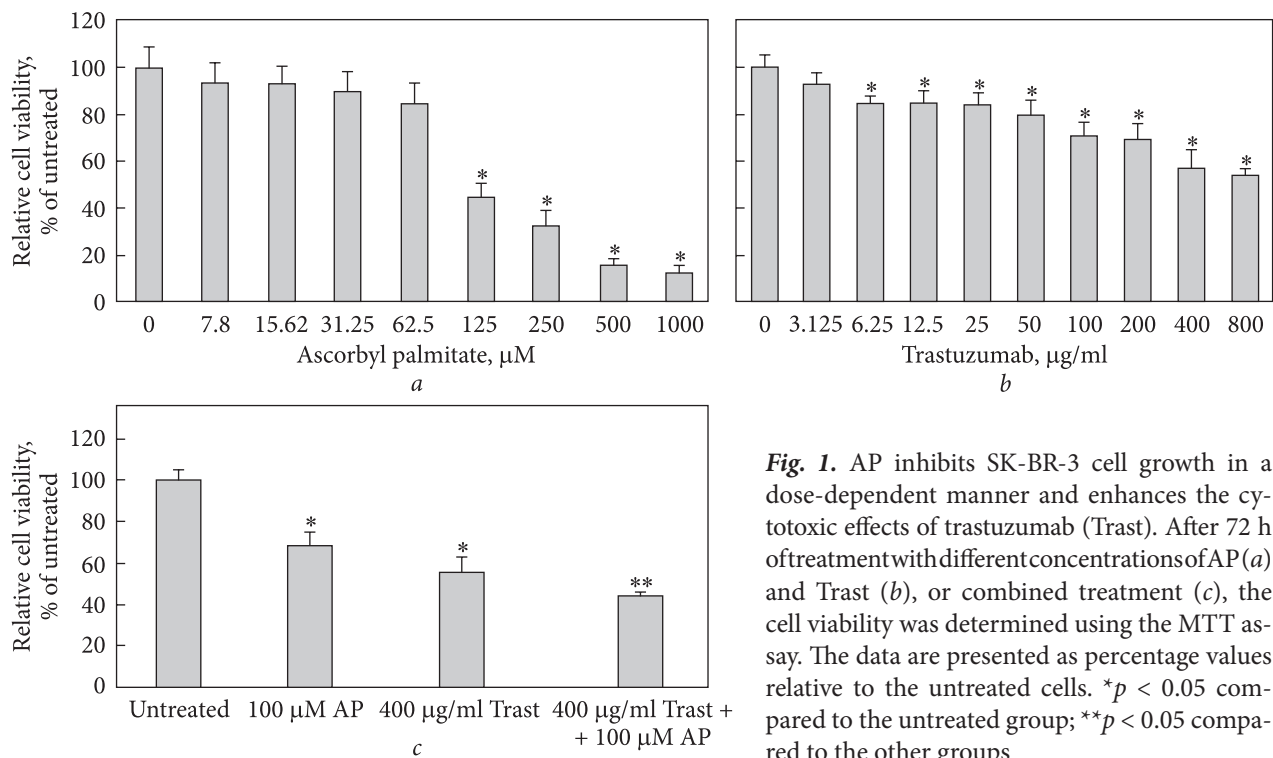 120
100
80
60
40
20
0
Relative cell viability,
% of untreated
* * * *
0 7.8 15.62 31.25 62.5 125 250 500 1000
Ascorbyl palmitate, μM
a
* * * * * * * *
0 3.125 6.25 12.5 25 50 100 200 400 800
Trastuzumab, μg/ml
b
120
100
80
60
40
20
0
Relative cell viability,
% of untreated
* * **
Untreated 100 μM AP 400 μg/ml Trast 400 μg/ml Trast +
+ 100 μM AP
c
Fig. 1. AP inhibits SK-BR-3 cell growth in a
dose-dependent manner and enhances the cy-
totoxic effects of trastuzumab (Trast). After 72 h
of treatment with different concentrations of AP (a)
and Trast (b), or combined treatment (c), the
cell viability was determined using the MTT as-
say. The data are presented as percentage values
relative to the untreated cells. *p < 0.05 com-
pared to the untreated group; **p < 0.05 compa-
red to the other groups